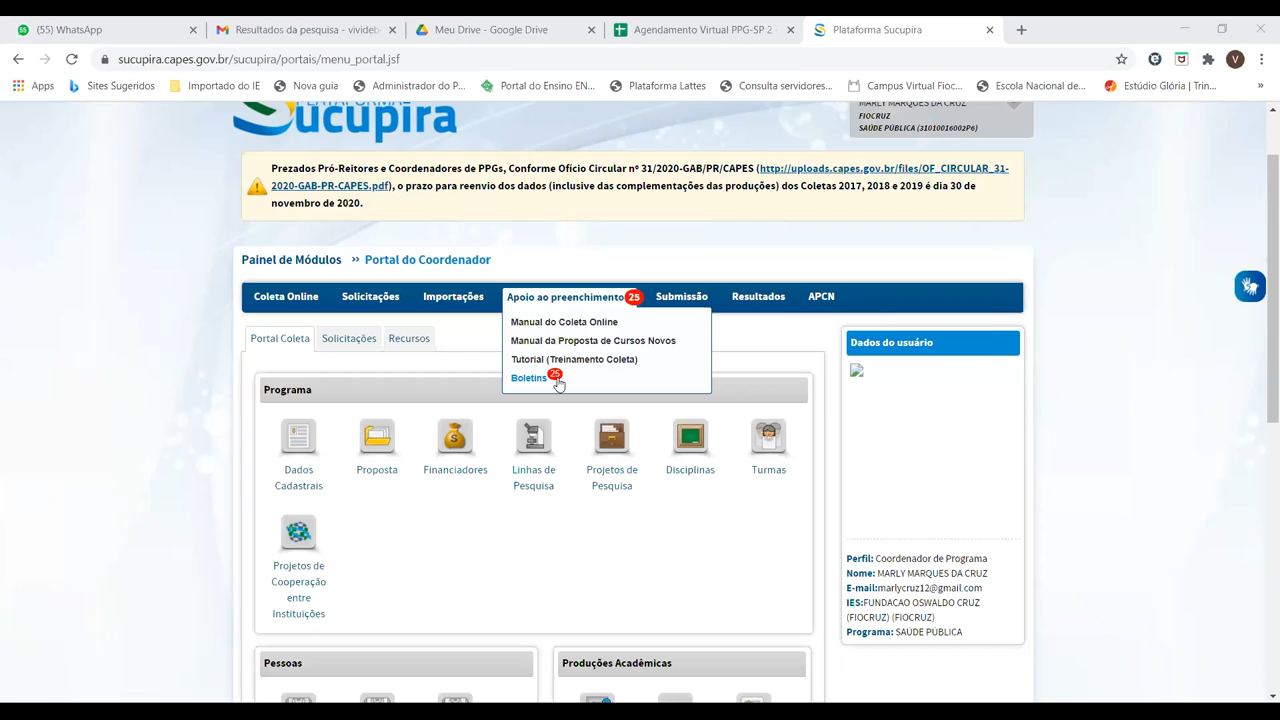 (55) WhatsApp
Resultados da pesquisa - vivideb
Meu Drive - Google Drive
Agendamento Virtual PPG-SP 2
Plataforma Sucupira
sucupira.capes.gov.br/sucupira/portais/menu_portal.jsf
V
Apps
Sites Sugeridos
Importado do IE
Nova guia
Administrador do P...
Portal do Ensino EN...
Plataforma Lattes
Consulta servidores...
Campus Virtual Fioc...
Escola Nacional de...
Estúdio Glória | Trin...
»
PLATAFORMA
Sucupira
MARLY MARQUES DA CRUZ
FIOCRUZ
SAÚDE PÚBLICA (31010016002P6)
Prezados Pró-Reitores e Coordenadores de PPGs, Conforme Ofício Circular nº 31/2020-GAB/PR/CAPES (http://uploads.capes.gov.br/files/OF_CIRCULAR_31-
2020-GAB-PR-CAPES.pdf), o prazo para reenvio dos dados (inclusive das complementações das produções) dos Coletas 2017, 2018 e 2019 é dia 30 de
novembro de 2020.
Painel de Módulos » Portal do Coordenador
Coleta Online
Solicitações
Importações
Apoio ao preenchimento 25
Submissão
Resultados
APCN
Manual do Coleta Online
Manual da Proposta de Cursos Novos
Tutorial (Treinamento Coleta)
Boletins 25
Portal Coleta
Solicitações
Recursos
Programa
Dados
Cadastrais
Proposta
Financiadores
Linhas de
Pesquisa
Projetos de
Pesquisa
Disciplinas
Turmas
Projetos de
Cooperação
entre
Instituições
Pessoas
Produções Acadêmicas
Dados do usuário
Perfil: Coordenador de Programa
Nome: MARLY MARQUES DA CRUZ
E-mail:marlycruz12@gmail.com
IES:FUNDACAO OSWALDO CRUZ
(FIOCRUZ) (FIOCRUZ)
Programa: SAÚDE PÚBLICA